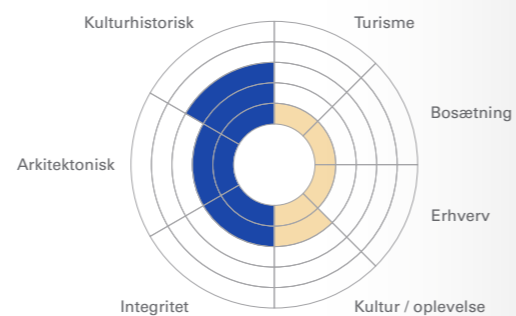 Kulturhistorisk
Turisme
Bosætning
Arkitektonisk
Erhverv
Integritet
Kultur / oplevelse